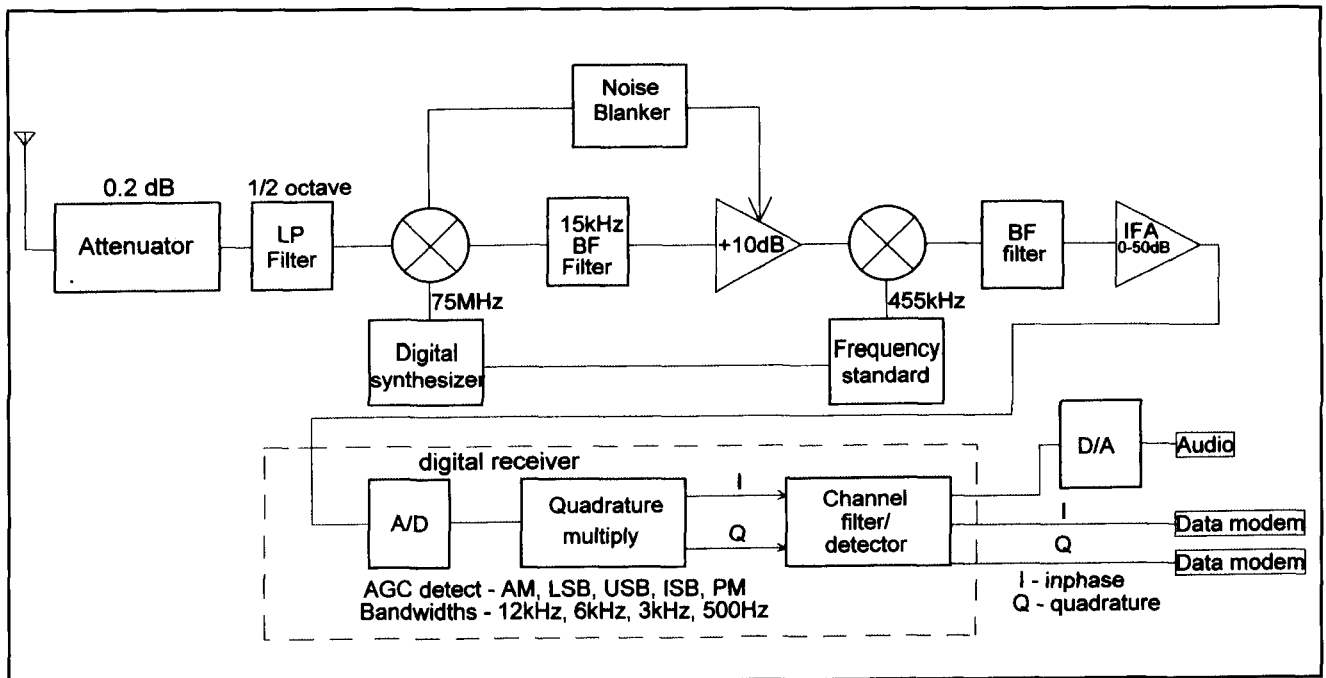 Noise
Blanker
0.2 dB
1/2 octave
Attenuator
LP
Filter
15kHz
BF
Filter
+10dB
BF
filter
IFA
0-50dB
75MHz
455kHz
Digital
synthesizer
Frequency
standard
digital receiver
D/A
Audio
A/D
Quadrature
multiply
I
Q
Channel
filter/
detector
I
Q
Data modem
Data modem
AGC detect - AM, LSB, USB, ISB, PM
Bandwidths - 12kHz, 6kHz, 3kHz, 500Hz
I - inphase
Q - quadrature